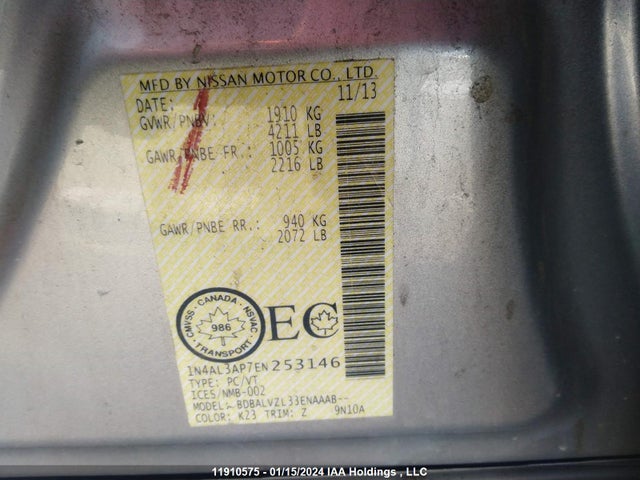 MFD BY NISSAN MOTOR CO., LTD.
DATE: 11/13
GVWR/PNBV: 1910 KG
4211 LB
GAWR/PNBE FR.: 1005 KG
2216 LB
GAWR/PNBE RR.: 940 KG
2072 LB
CMVSS · CANADA · NSVAC
986
TRANSPORT
EC
1N4AL3AP7EN253146
TYPE: PC/VT
ICES/NMB-002
MODEL: BDBALVZL33ENAAAB--
COLOR: K23 TRIM: Z 9N10A
11910575 - 01/15/2024 IAA Holdings , LLC